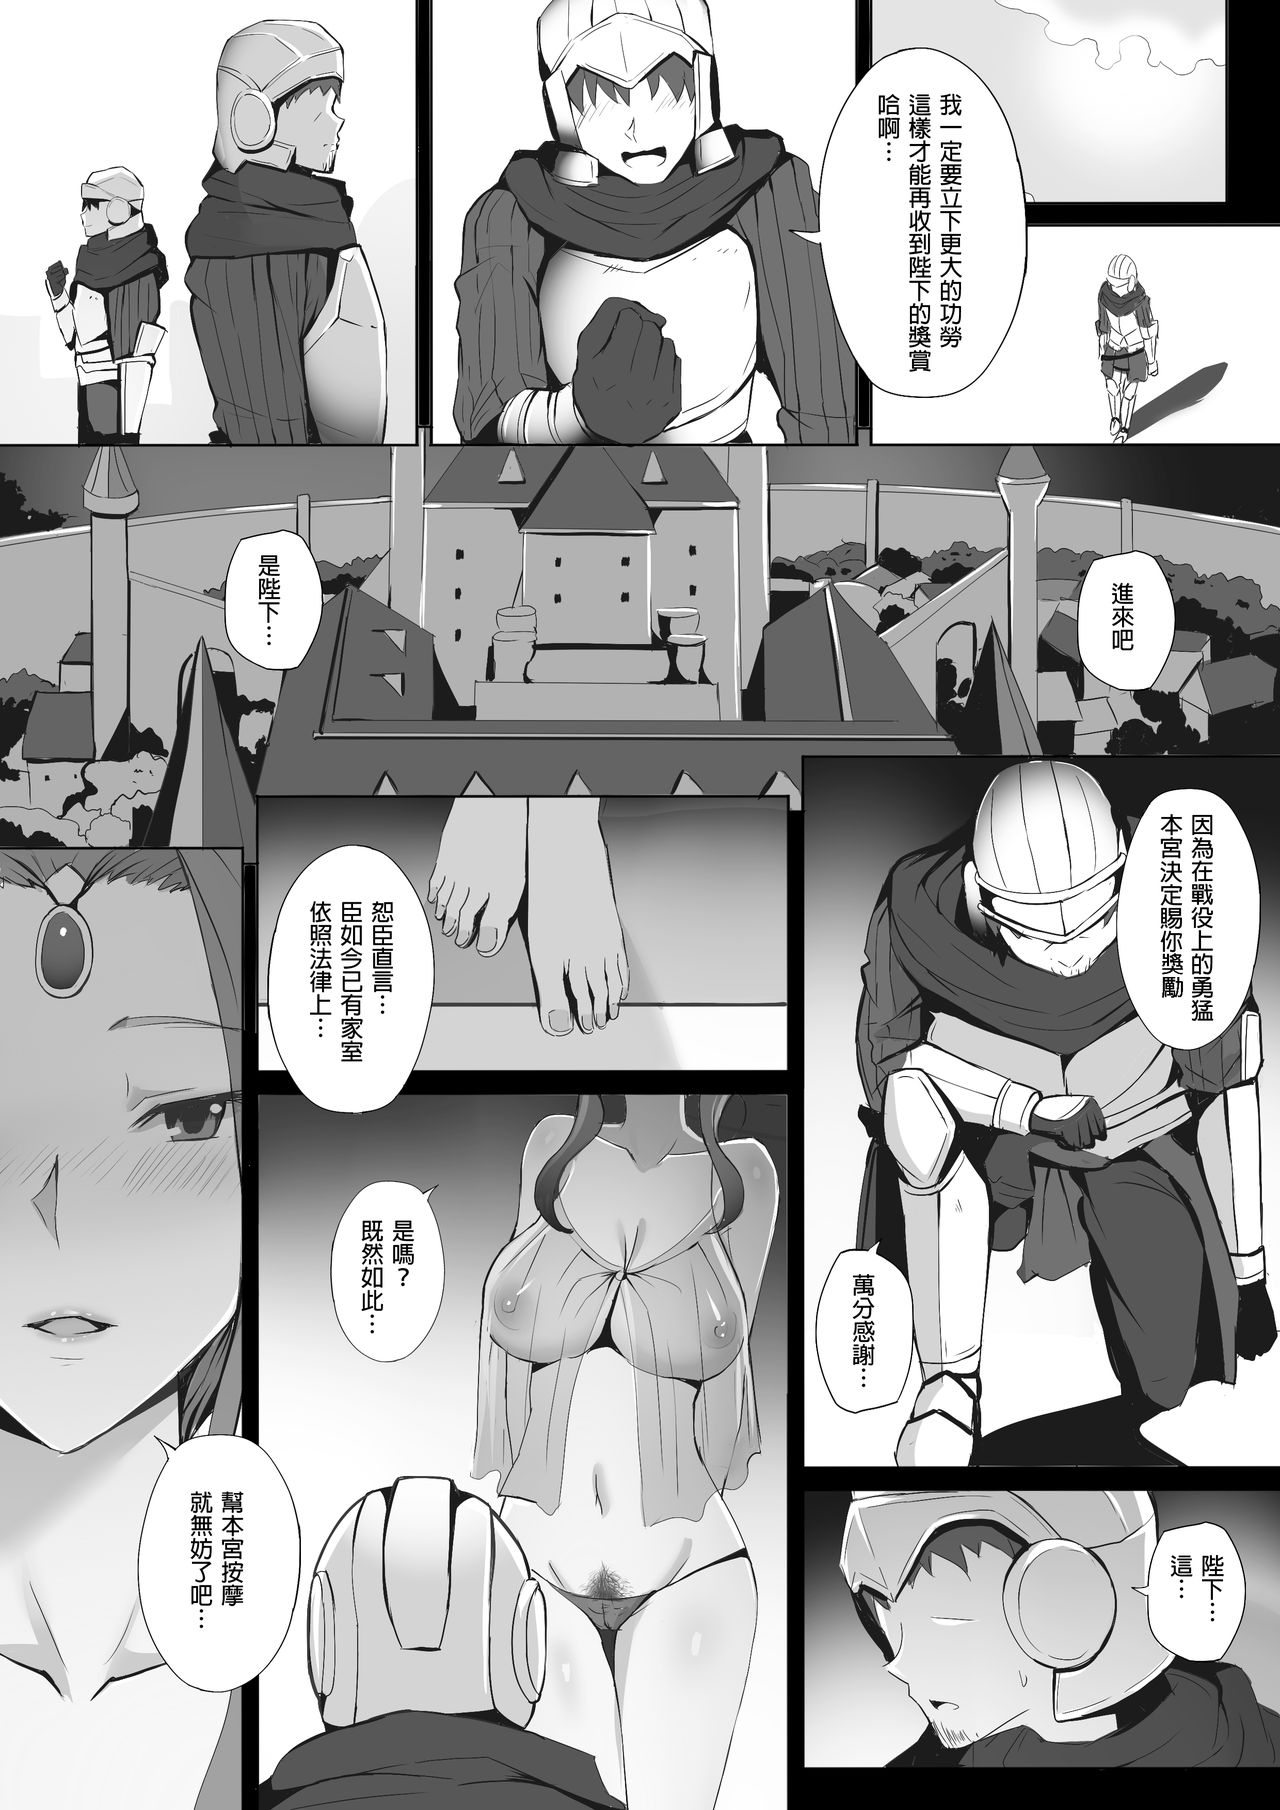 我一定要立下更大的功勞
這樣才能再收到陛下的獎賞
哈啊…
進來吧
是陛下…
因為在戰役上的勇猛
本宮決定賜你獎勵
萬分感謝…
恕臣直言…
臣如今已有家室
依照法律上…
陛下…
這…
是嗎?
既然如此…
幫本宮按摩
就無妨了吧…